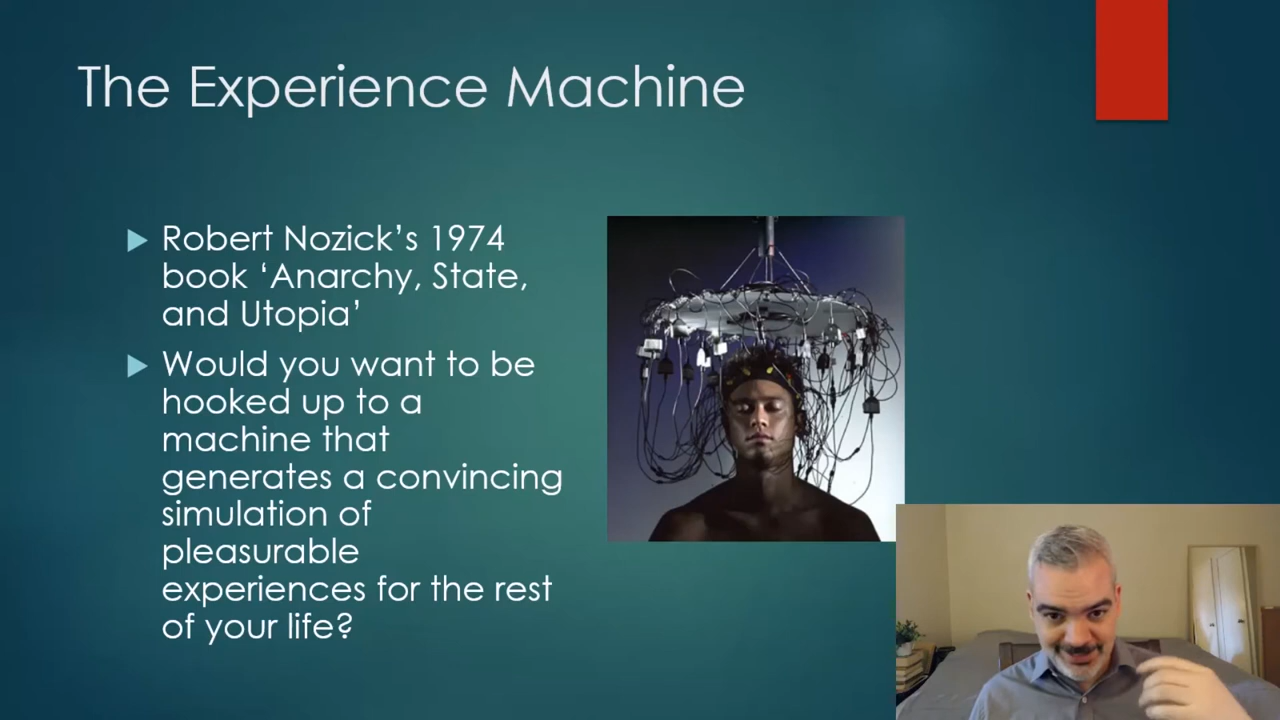 The Experience Machine
Robert Nozick’s 1974
book ‘Anarchy, State,
and Utopia’
Would you want to be
hooked up to a
machine that
generates a convincing
simulation of
pleasurable
experiences for the rest
of your life?